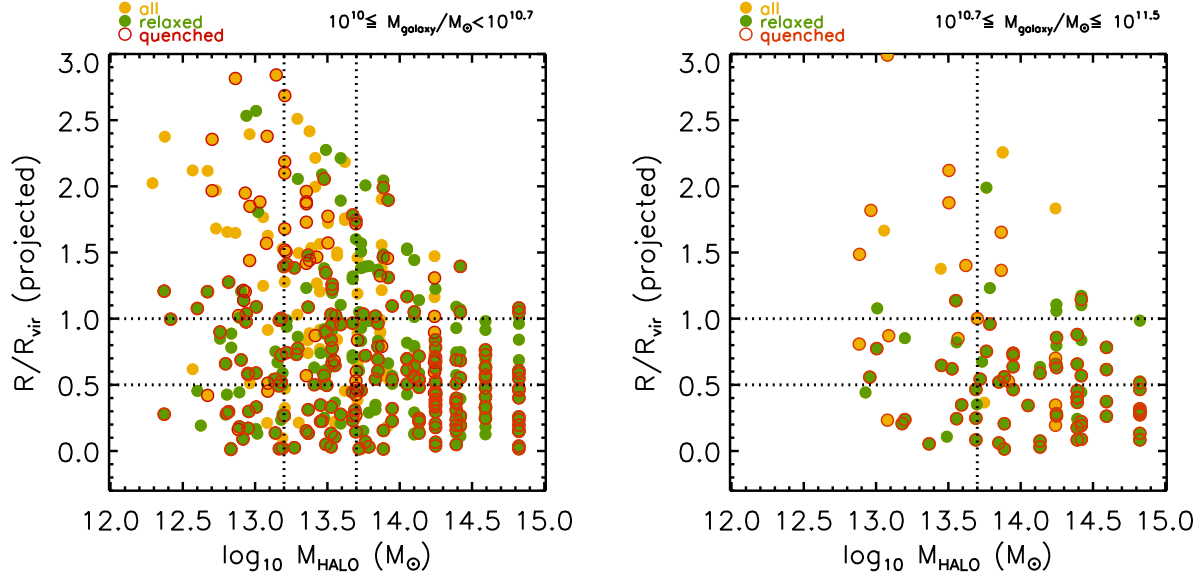 all
relaxed
quenched
10^10 ≦ M_galaxy/M_⊙ < 10^10.7
3.0
2.5
2.0
1.5
1.0
0.5
0.0
R/R_vir (projected)
12.0 12.5 13.0 13.5 14.0 14.5 15.0
log_10 M_HALO (M_⊙)
all
relaxed
quenched
10^10.7 ≦ M_galaxy/M_⊙ ≦ 10^11.5
3.0
2.5
2.0
1.5
1.0
0.5
0.0
R/R_vir (projected)
12.0 12.5 13.0 13.5 14.0 14.5 15.0
log_10 M_HALO (M_⊙)